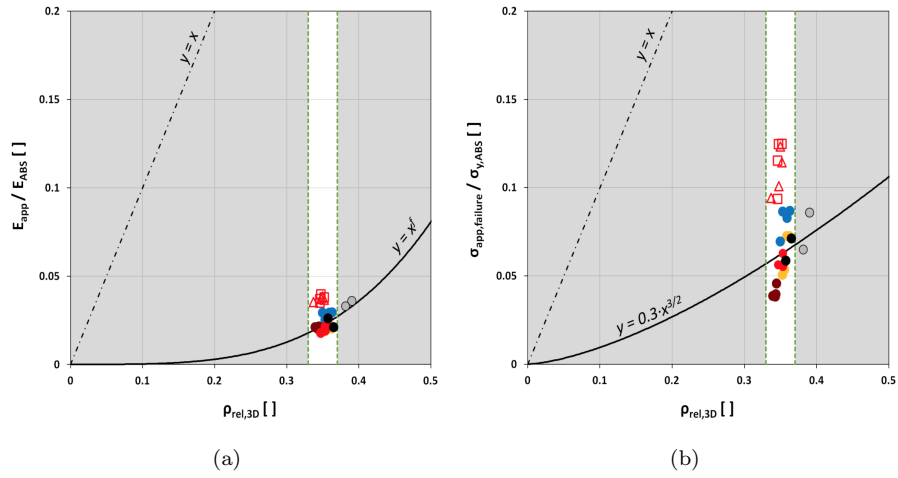 0.2
0.15
0.1
0.05
0
0
0.1
0.2
0.3
0.4
0.5
E_app / E_ABS [ ]
ρ_rel,3D [ ]
y = x
y = x^f
(a)
0.2
0.15
0.1
0.05
0
0
0.1
0.2
0.3
0.4
0.5
σ_app,failure / σ_y,ABS [ ]
ρ_rel,3D [ ]
y = x
y = 0.3·x^3/2
(b)